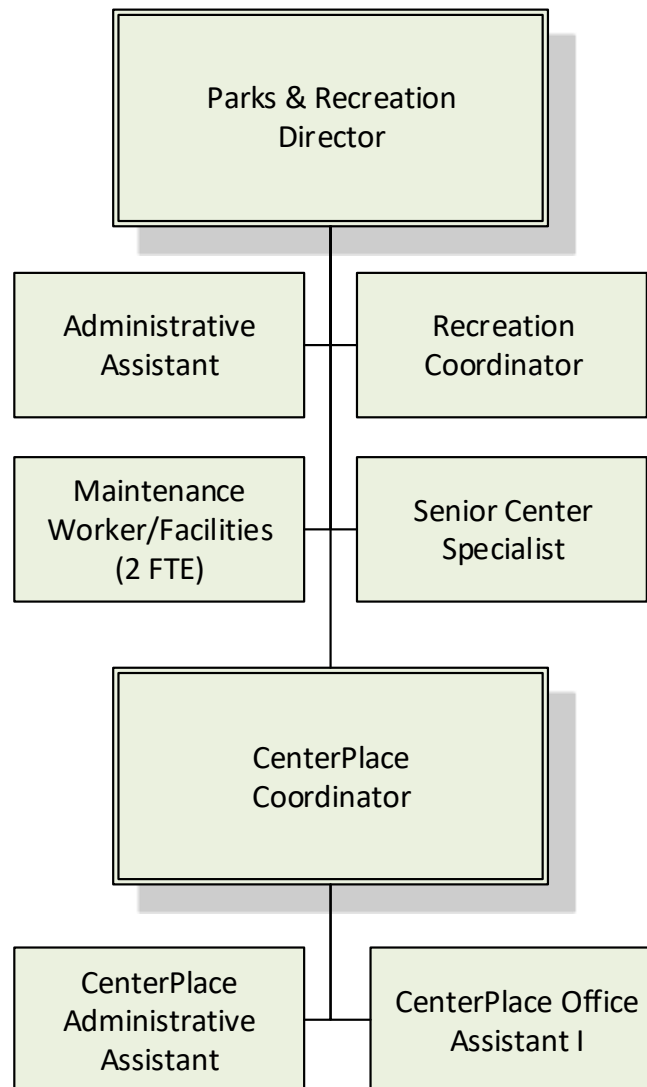 Parks & Recreation
Director
Administrative
Assistant
Recreation
Coordinator
Maintenance
Worker/Facilities
(2 FTE)
Senior Center
Specialist
CenterPlace
Coordinator
CenterPlace
Administrative
Assistant
CenterPlace Office
Assistant I